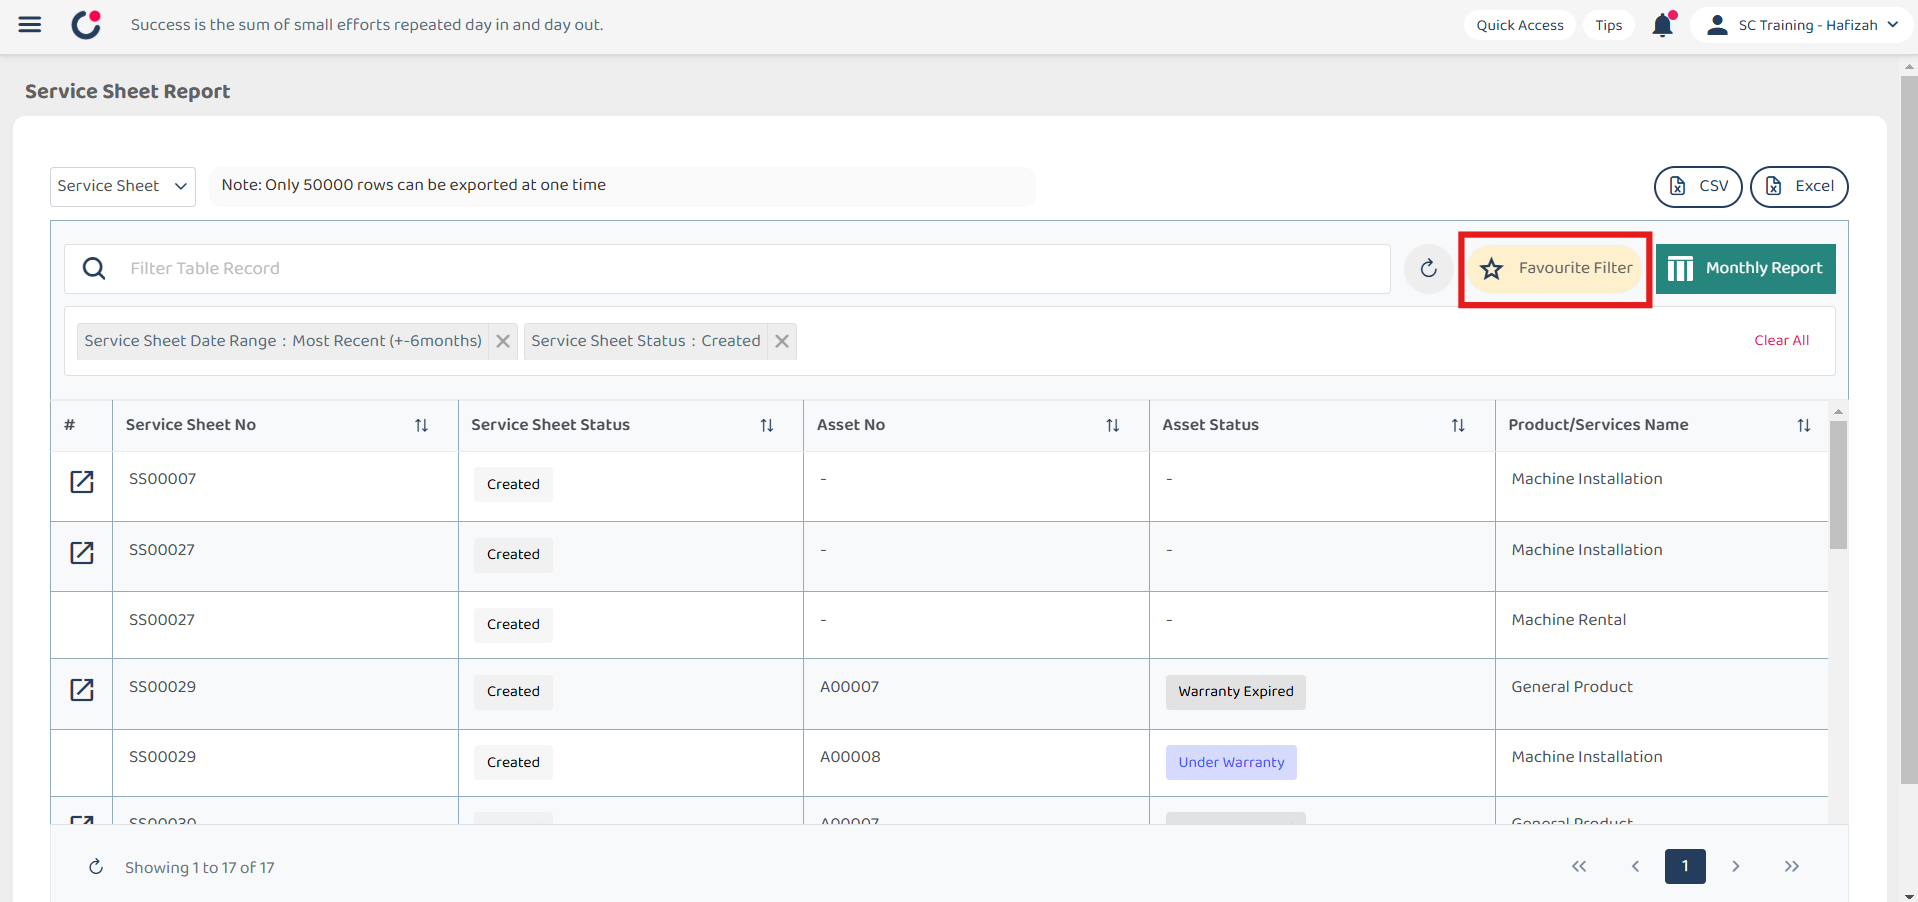 Success is the sum of small efforts repeated day in and day out.
Quick Access
Tips
SC Training - Hafizah
Service Sheet Report
Service Sheet
Note: Only 50000 rows can be exported at one time
CSV
Excel
Filter Table Record
Favourite Filter
Monthly Report
Service Sheet Date Range : Most Recent (+-6months)
Service Sheet Status : Created
Clear All
# Service Sheet No Service Sheet Status Asset No Asset Status Product/Services Name
SS00007 Created - - Machine Installation
SS00027 Created - - Machine Installation
SS00027 Created - - Machine Rental
SS00029 Created A00007 Warranty Expired General Product
SS00029 Created A00008 Under Warranty Machine Installation
SS00030 A00007 General Product
Showing 1 to 17 of 17
1